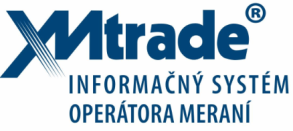 XMtrade®
INFORMAČNÝ SYSTÉM
OPERÁTORA MERANÍ